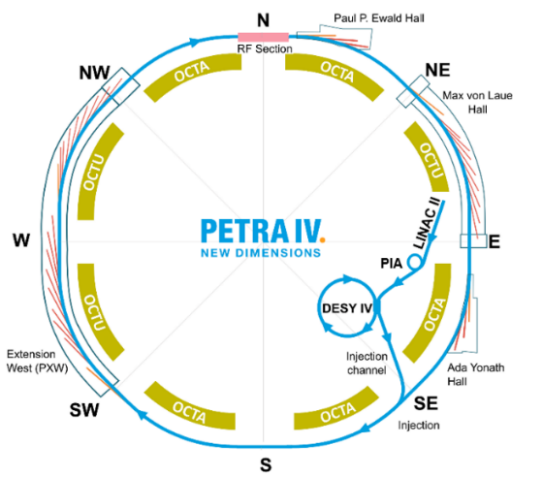 N
Paul P. Ewald Hall
RF Section
OCTA
OCTA
NW
NE
Max von Laue
Hall
OCTU
OCTU
LINAC II
PETRA IV.
NEW DIMENSIONS
W
E
PIA
DESY IV
OCTU
OCTA
Injection
channel
Extension
West (PXW)
Ada Yonath
Hall
SW
SE
OCTA
OCTA
Injection
S